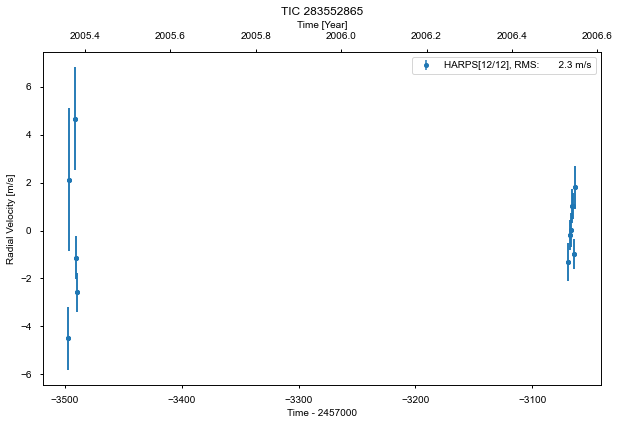 TIC 283552865
Time [Year]
2005.4 2005.6 2005.8 2006.0 2006.2 2006.4 2006.6
HARPS[12/12], RMS: 2.3 m/s
6
4
2
0
−2
−4
−6
Radial Velocity [m/s]
−3500 −3400 −3300 −3200 −3100
Time - 2457000